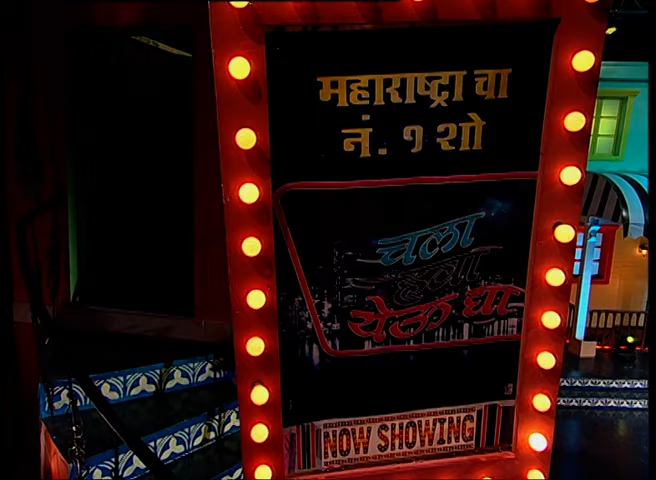 महाराष्ट्रा चा
नं. १ शो
चला
हवा
येऊ द्या
NOW SHOWING